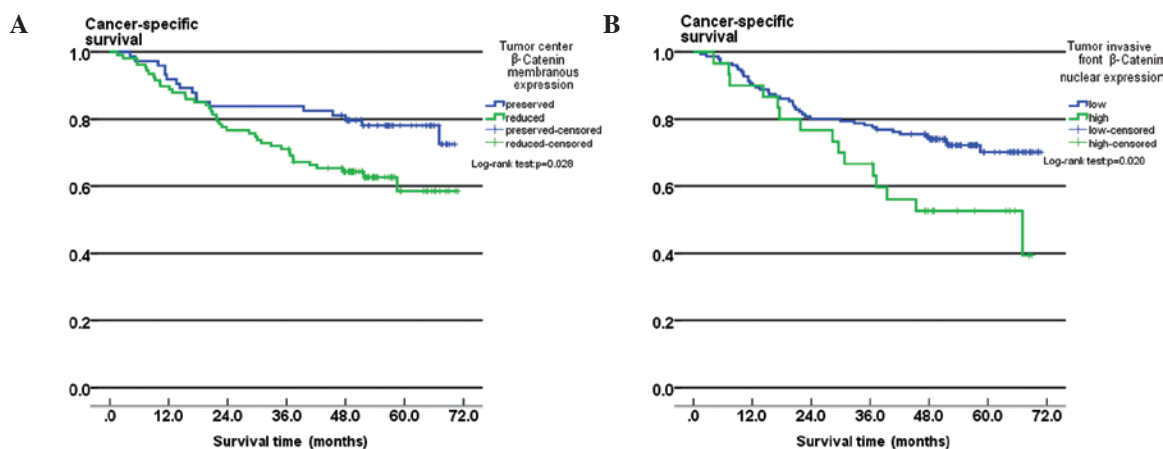 A
Cancer-specific
survival
1.0
0.8
0.6
0.4
0.2
0.0
.0 12.0 24.0 36.0 48.0 60.0 72.0
Survival time (months)
Tumor center
β-Catenin
membranous
expression
preserved
reduced
preserved-censored
reduced-censored
Log-rank test:p=0.028
B
Cancer-specific
survival
1.0
0.8
0.6
0.4
0.2
0.0
.0 12.0 24.0 36.0 48.0 60.0 72.0
Survival time (months)
Tumor invasive
front β-Catenin
nuclear expression
low
high
low-censored
high-censored
Log-rank test:p=0.020